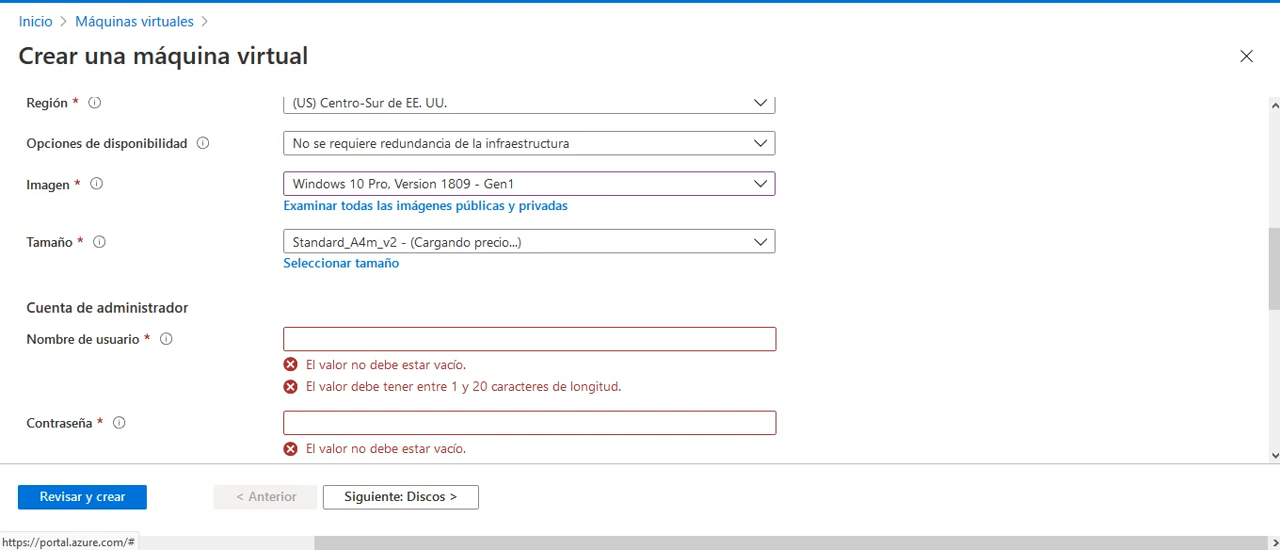 Inicio > Máquinas virtuales >
Crear una máquina virtual
Región *
(US) Centro-Sur de EE. UU.
Opciones de disponibilidad
No se requiere redundancia de la infraestructura
Imagen *
Windows 10 Pro, Version 1809 - Gen1
Examinar todas las imágenes públicas y privadas
Tamaño *
Standard_A4m_v2 - (Cargando precio...)
Seleccionar tamaño
Cuenta de administrador
Nombre de usuario *
El valor no debe estar vacío.
El valor debe tener entre 1 y 20 caracteres de longitud.
Contraseña *
El valor no debe estar vacío.
Revisar y crear
< Anterior
Siguiente: Discos >
https://portal.azure.com/#